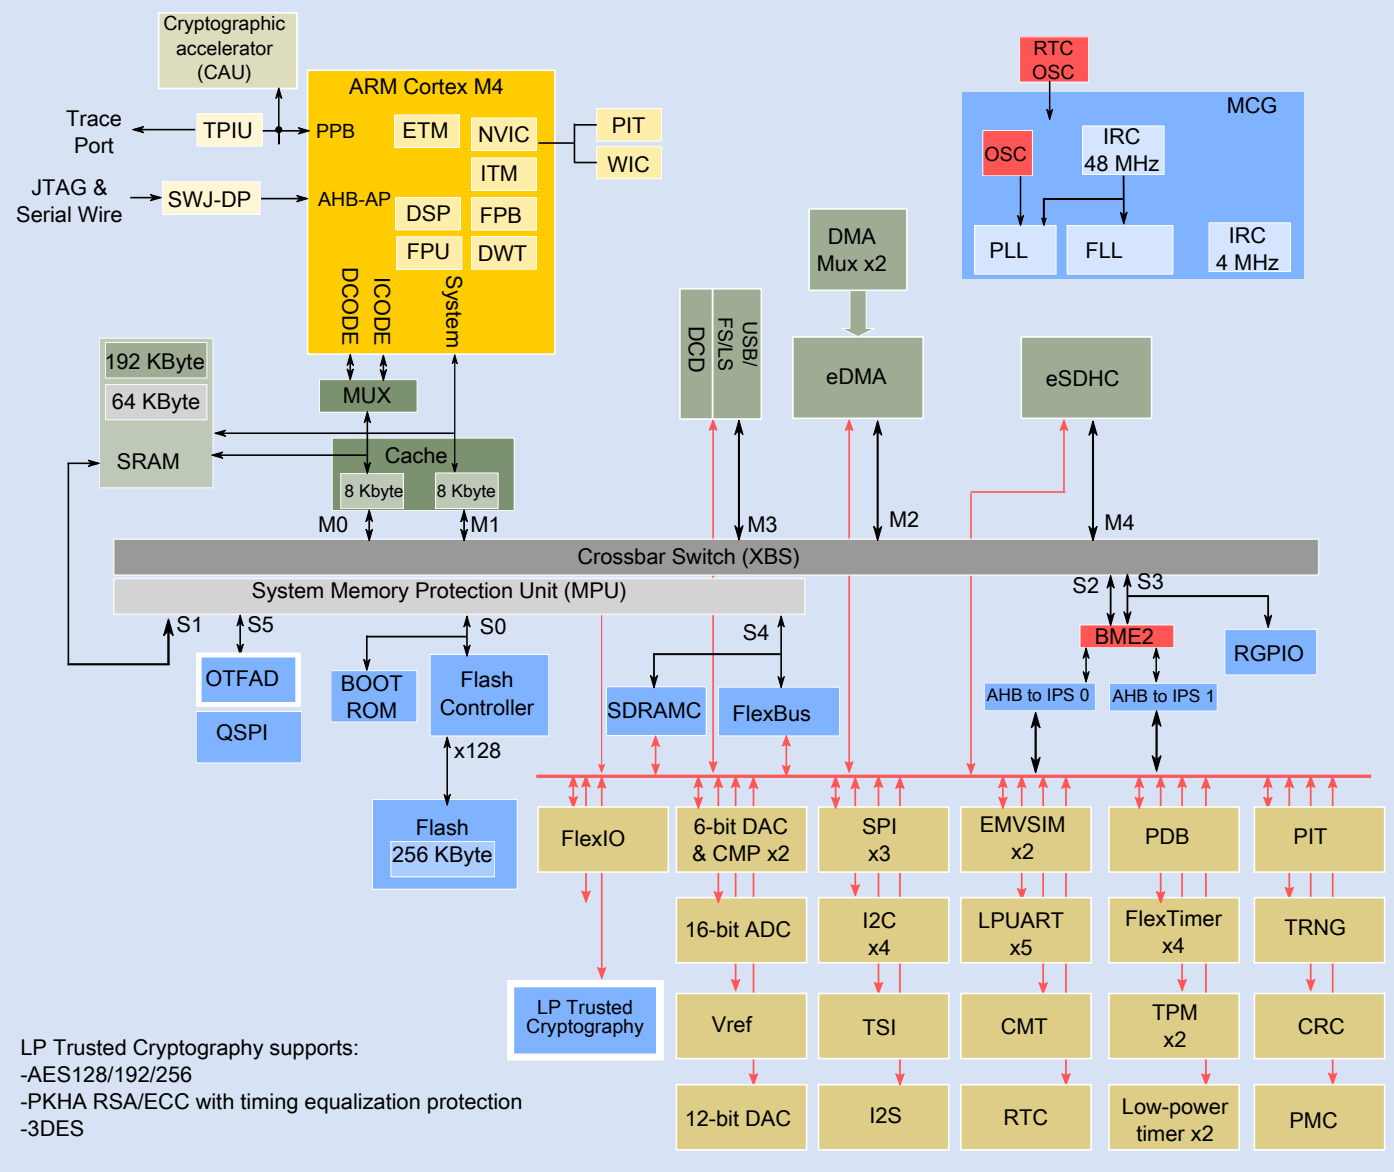 Cryptographic
accelerator
(CAU)
ARM Cortex M4
Trace
Port
TPIU
PPB
ETM
NVIC
PIT
WIC
ITM
JTAG &
Serial Wire
SWJ-DP
AHB-AP
DSP
FPB
FPU
DWT
DCODE
ICODE
System
RTC
OSC
MCG
OSC
IRC
48 MHz
PLL
FLL
IRC
4 MHz
DMA
Mux x2
DCD
USB/
FS/LS
eDMA
eSDHC
192 KByte
64 KByte
SRAM
MUX
Cache
8 Kbyte
8 Kbyte
M0
M1
M3
M2
M4
Crossbar Switch (XBS)
System Memory Protection Unit (MPU)
S1
S5
S0
S4
S2
S3
BME2
RGPIO
OTFAD
QSPI
BOOT
ROM
Flash
Controller
SDRAMC
FlexBus
AHB to IPS 0
AHB to IPS 1
x128
Flash
256 KByte
FlexIO
6-bit DAC
& CMP x2
SPI
x3
EMVSIM
x2
PDB
PIT
16-bit ADC
I2C
x4
LPUART
x5
FlexTimer
x4
TRNG
LP Trusted
Cryptography
Vref
TSI
CMT
TPM
x2
CRC
12-bit DAC
I2S
RTC
Low-power
timer x2
PMC
LP Trusted Cryptography supports:
-AES128/192/256
-PKHA RSA/ECC with timing equalization protection
-3DES